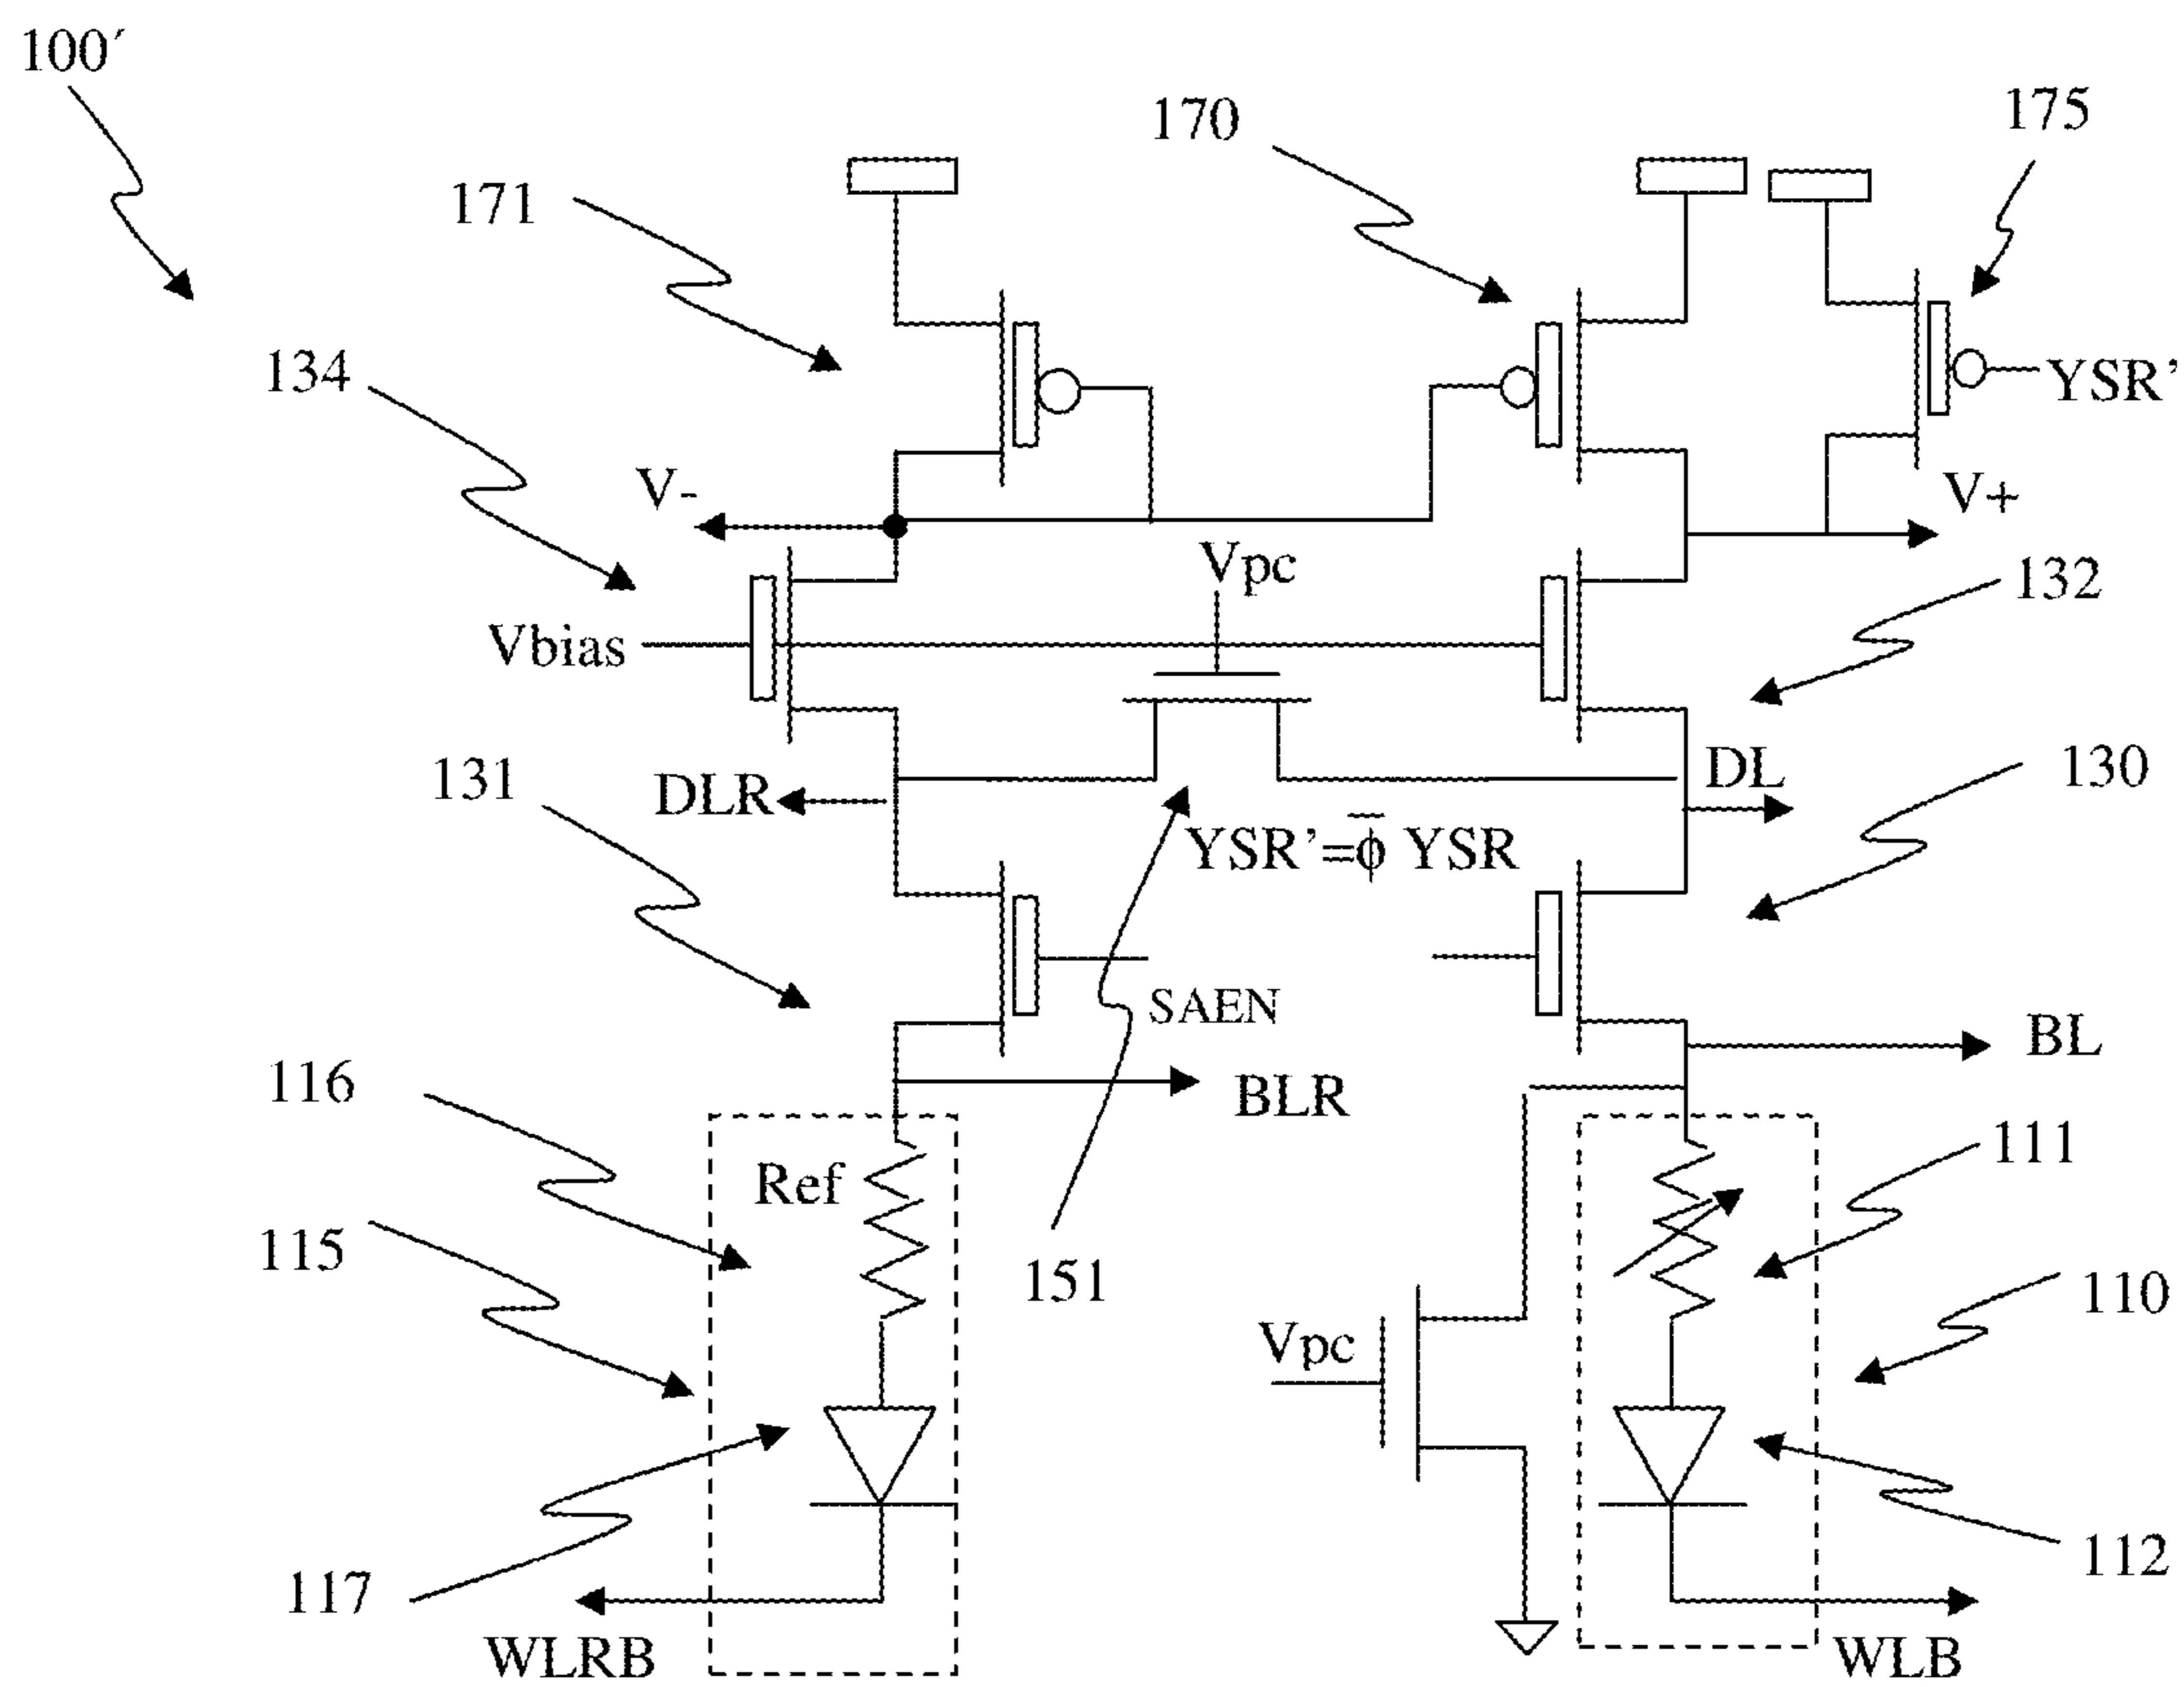 100′
170
175
171
134
YSR'
V-
V+
Vpc
132
Vbias
131
DLR
DL
130
YSR'=ϕ̅ YSR
SAEN
BL
116
BLR
111
Ref
115
151
110
Vpc
117
112
WLRB
WLB